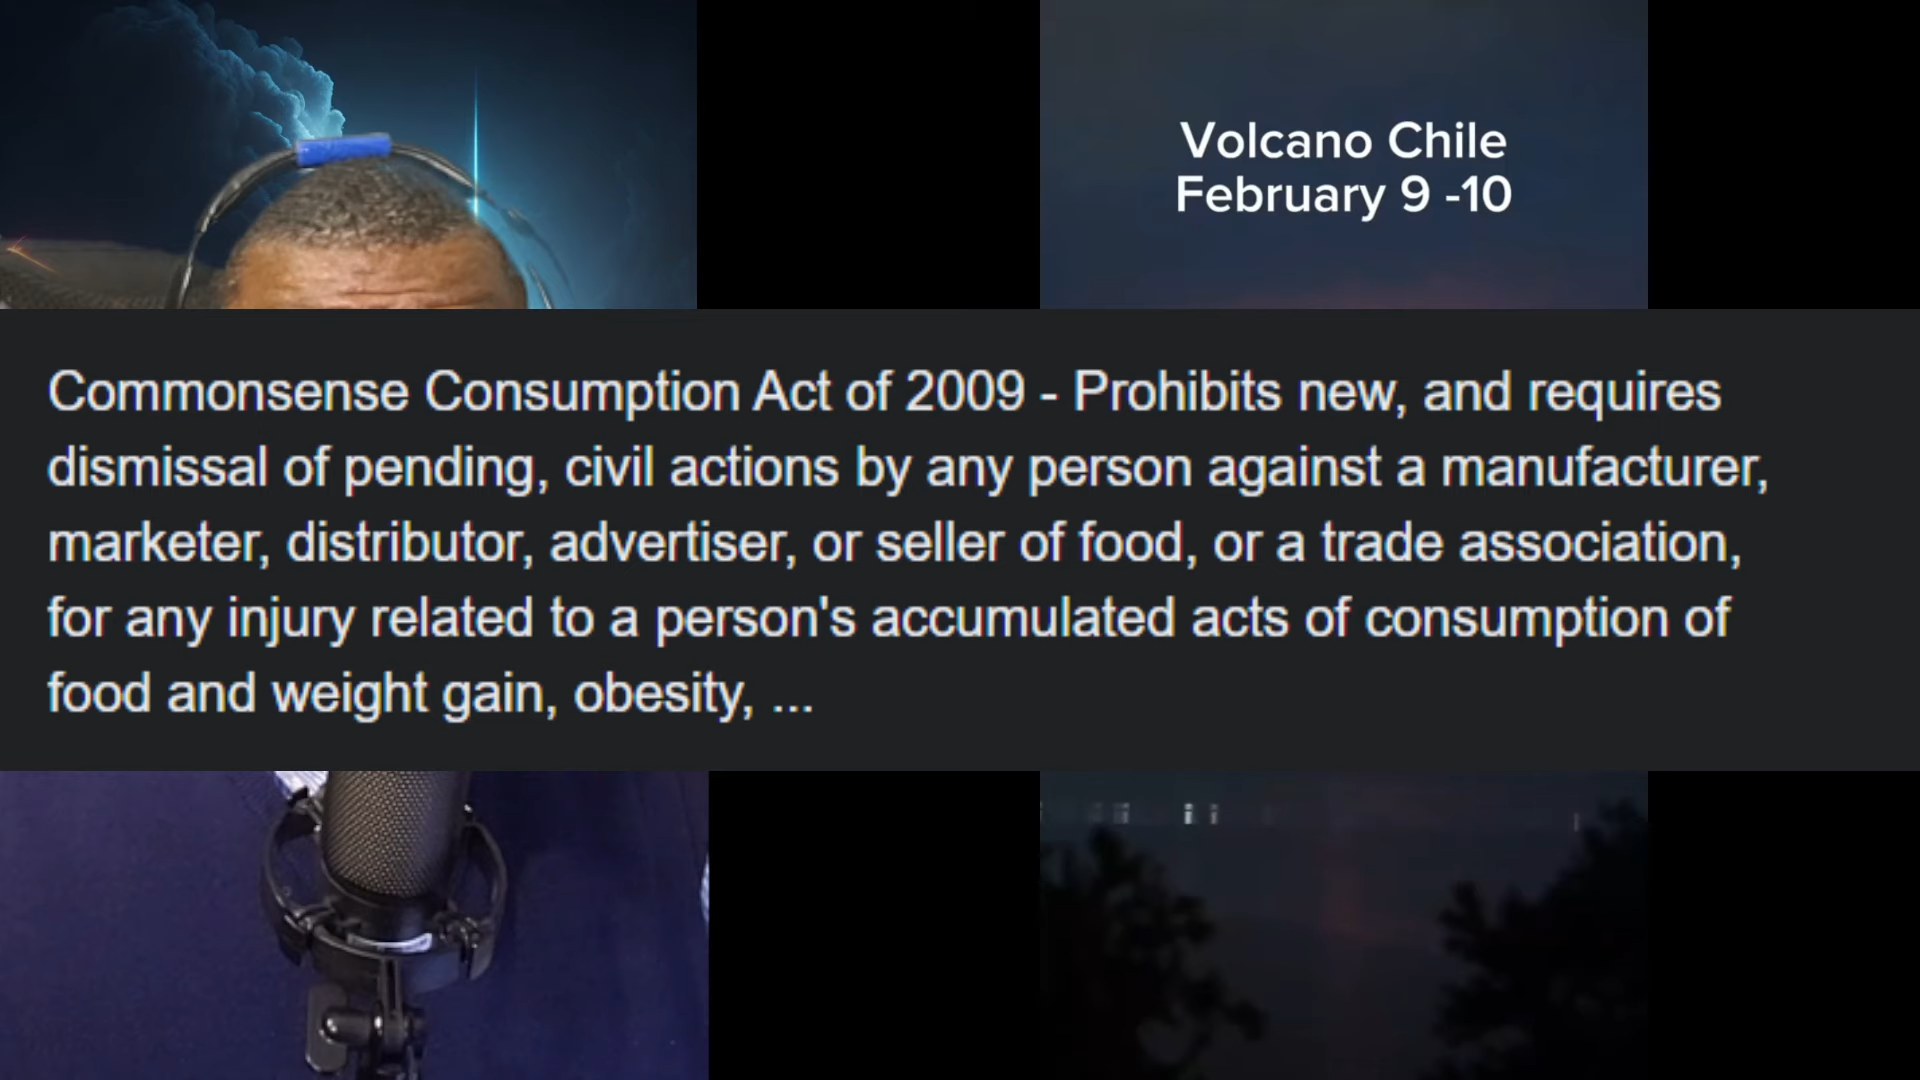 Volcano Chile
February 9 -10
Commonsense Consumption Act of 2009 - Prohibits new, and requires
dismissal of pending, civil actions by any person against a manufacturer,
marketer, distributor, advertiser, or seller of food, or a trade association,
for any injury related to a person's accumulated acts of consumption of
food and weight gain, obesity, ...